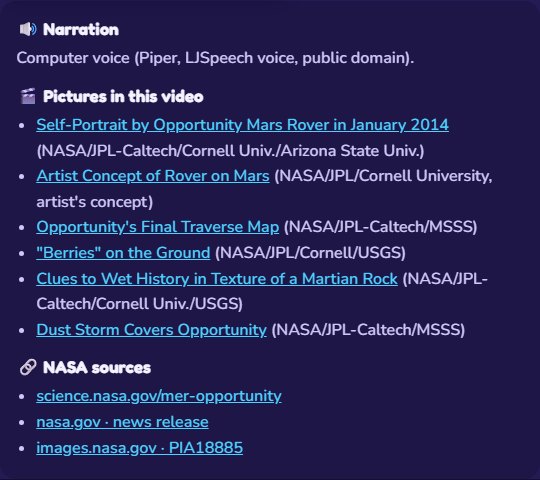 Narration
Computer voice (Piper, LJSpeech voice, public domain).
Pictures in this video
Self-Portrait by Opportunity Mars Rover in January 2014
(NASA/JPL-Caltech/Cornell Univ./Arizona State Univ.)
Artist Concept of Rover on Mars (NASA/JPL/Cornell University,
artist's concept)
Opportunity's Final Traverse Map (NASA/JPL-Caltech/MSSS)
"Berries" on the Ground (NASA/JPL/Cornell/USGS)
Clues to Wet History in Texture of a Martian Rock (NASA/JPL-
Caltech/Cornell Univ./USGS)
Dust Storm Covers Opportunity (NASA/JPL-Caltech/MSSS)
NASA sources
science.nasa.gov/mer-opportunity
nasa.gov · news release
images.nasa.gov · PIA18885